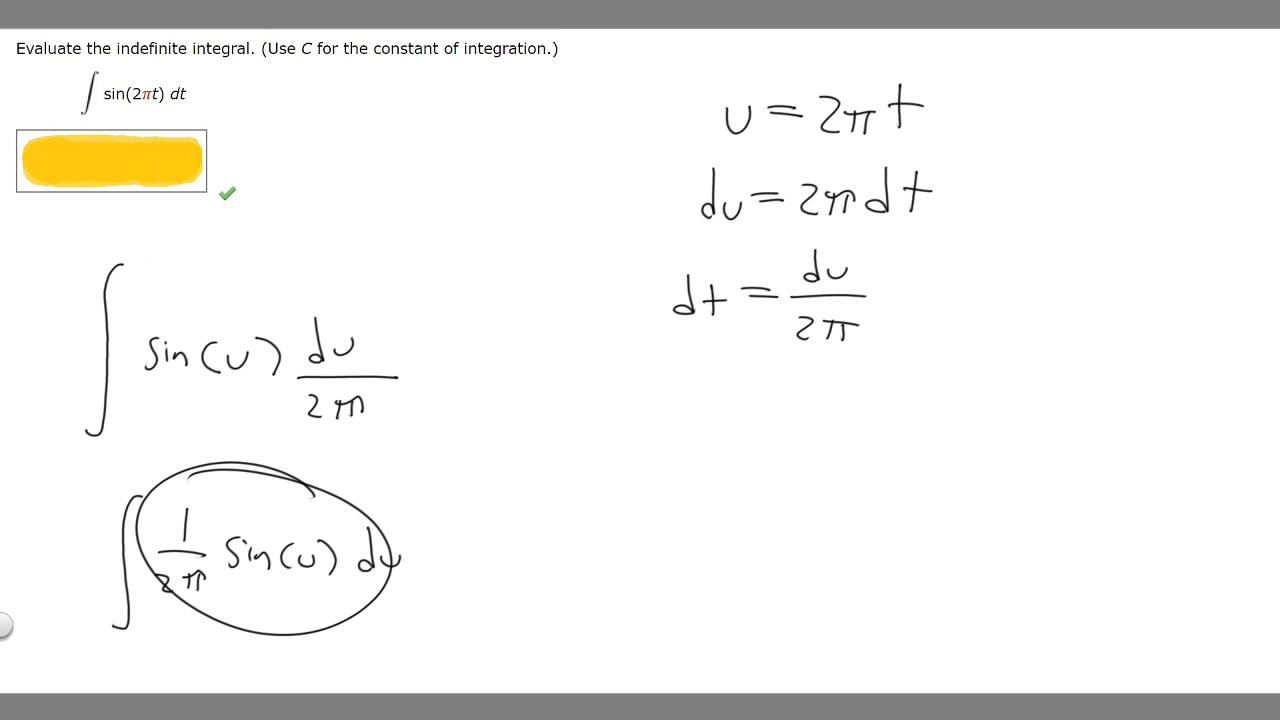 Evaluate the indefinite integral. (Use C for the constant of integration.)
∫ sin(2πt) dt
u = 2πt
du = 2πdt
dt = du/2π
∫ sin(u) du/2π
∫ 1/2π sin(u) du